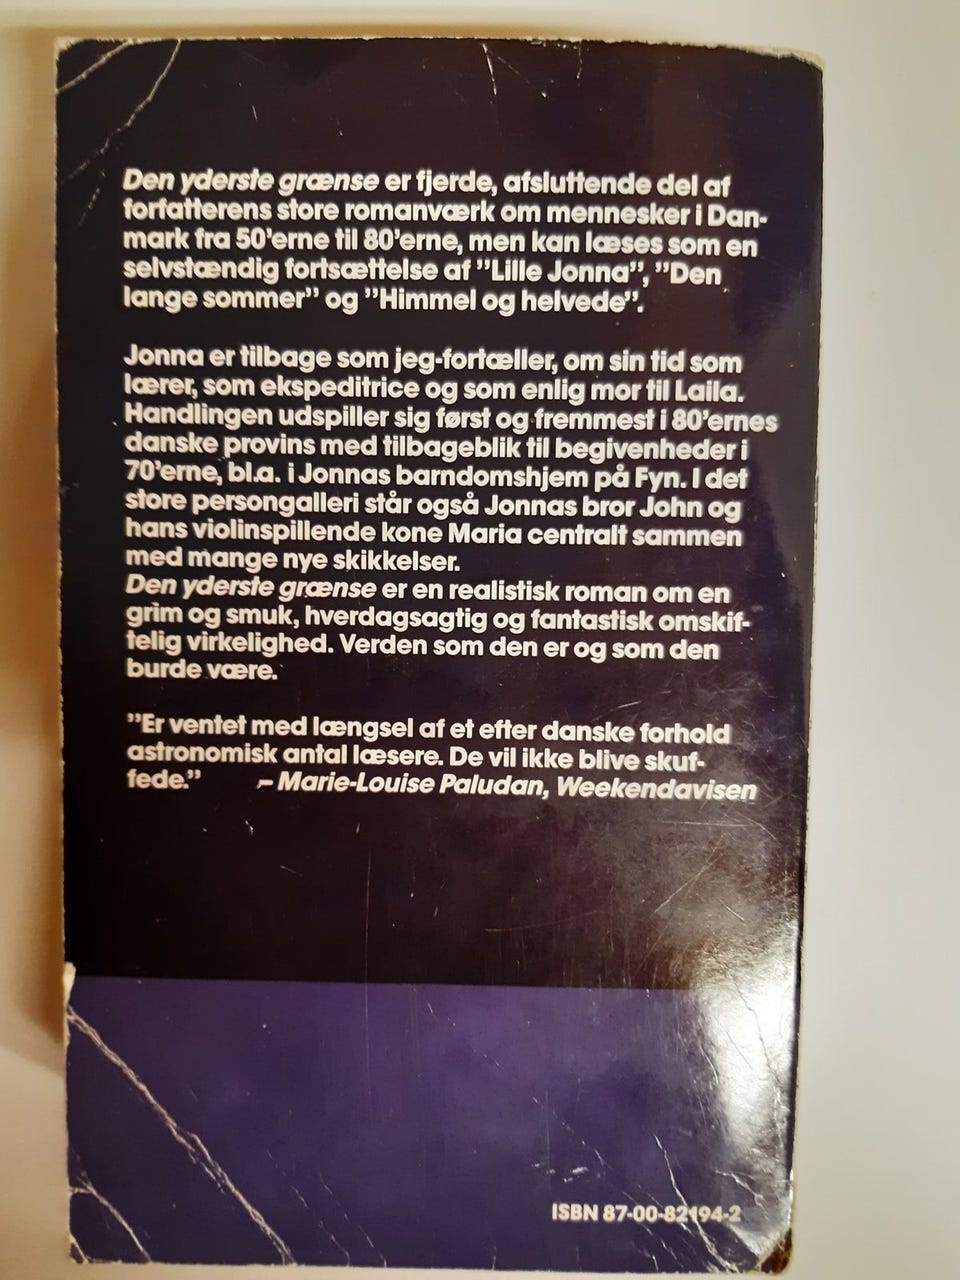 Den yderste grænse er fjerde, afsluttende del af
forfatterens store romanværk om mennesker i Dan-
mark fra 50'erne til 80'erne, men kan læses som en
selvstændig fortsættelse af ”Lille Jonna”, ”Den
lange sommer” og ”Himmel og helvede”.
Jonna er tilbage som jeg-fortæller, om sin tid som
lærer, som ekspeditrice og som enlig mor til Laila.
Handlingen udspiller sig først og fremmest i 80'ernes
danske provins med tilbageblik til begivenheder i
70'erne, bl.a. i Jonnas barndomshjem på Fyn. I det
store persongalleri står også Jonnas bror John og
hans violinspillende kone Maria centralt sammen
med mange nye skikkelser.
Den yderste grænse er en realistisk roman om en
grim og smuk, hverdagsagtig og fantastisk omskif-
telig virkelighed. Verden som den er og som den
burde være.
”Er ventet med længsel af et efter danske forhold
astronomisk antal læsere. De vil ikke blive skuf-
fede.” – Marie-Louise Paludan, Weekendavisen
ISBN 87-00-82194-2